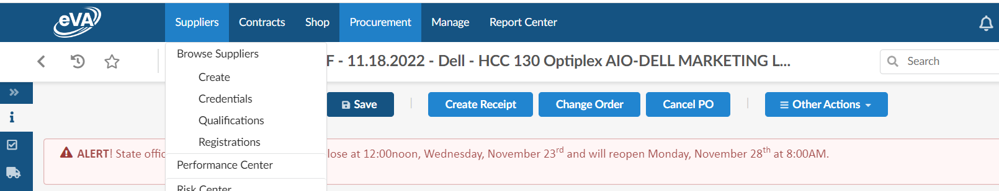 eVA Suppliers Contracts Shop Procurement Manage Report Center
Browse Suppliers
F - 11.18.2022 - Dell - HCC 130 Optiplex AIO-DELL MARKETING L...
Search
Create
Credentials
Qualifications
Registrations
Performance Center
Risk Center
Save | Create Receipt Change Order Cancel PO | Other Actions
ALERT! State offic
lose at 12:00noon, Wednesday, November 23rd and will reopen Monday, November 28th at 8:00AM.